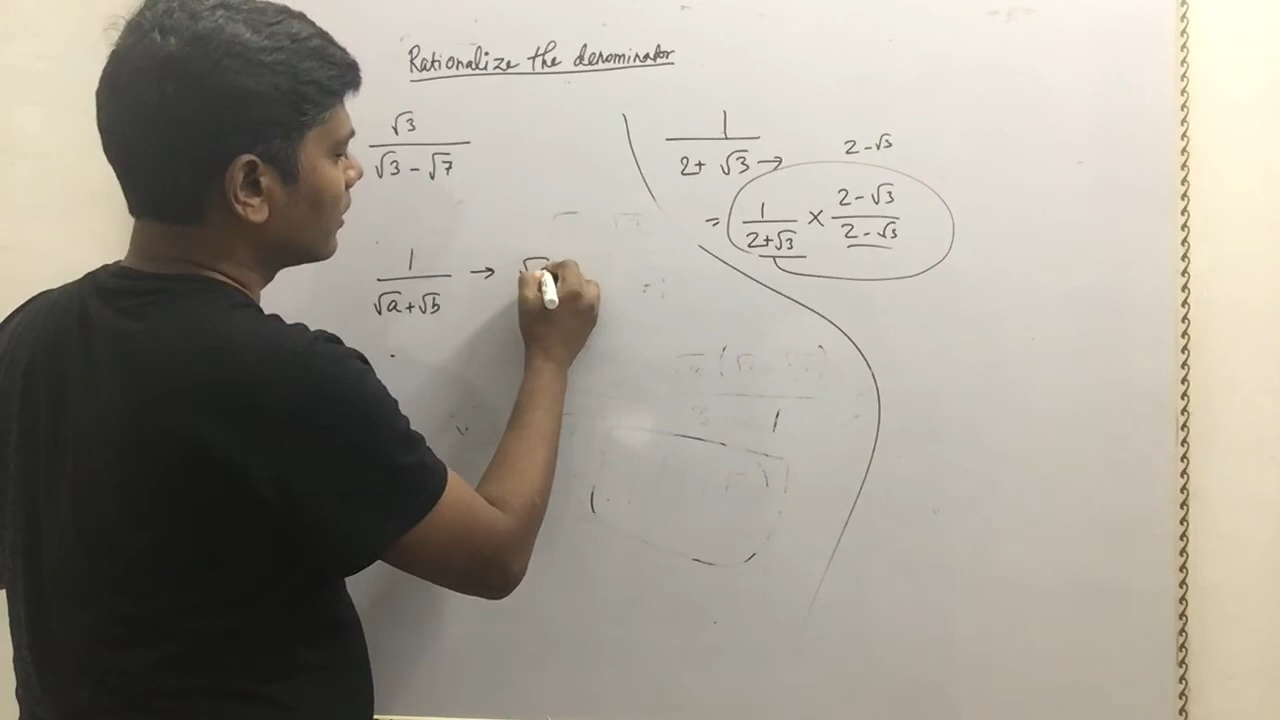 Rationalize the denominator
√3
√3 - √7
1
√a+√b →
1
2+ √3 →
2-√3
= 1/2+√3 × 2-√3/2-√3